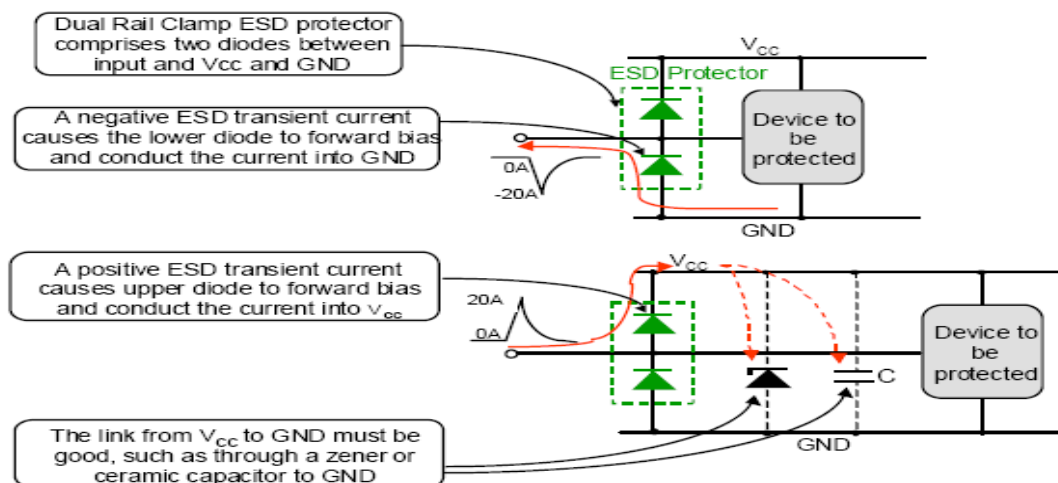 Dual Rail Clamp ESD protector
comprises two diodes between
input and Vcc and GND
A negative ESD transient current
causes the lower diode to forward bias
and conduct the current into GND
VCC
ESD Protector
Device to
be
protected
0A
-20A
GND
A positive ESD transient current
causes upper diode to forward bias
and conduct the current into Vcc
20A
0A
VCC
Device to
be
protected
C
GND
The link from VCC to GND must be
good, such as through a zener or
ceramic capacitor to GND